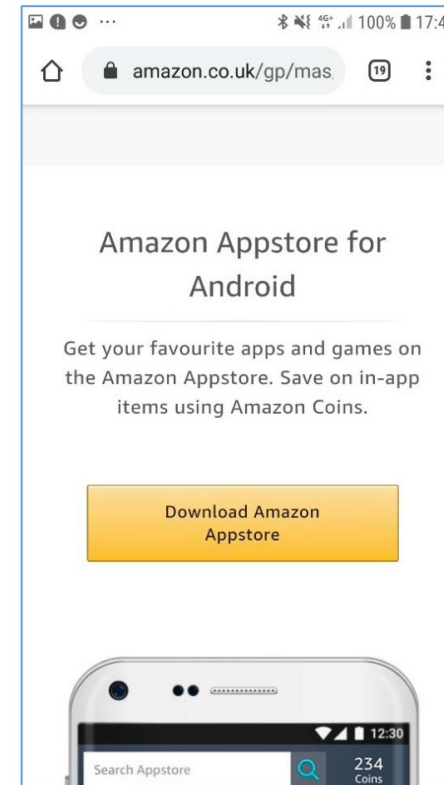 100% 17:4
amazon.co.uk/gp/mas
19
Amazon Appstore for
Android
Get your favourite apps and games on
the Amazon Appstore. Save on in-app
items using Amazon Coins.
Download Amazon
Appstore
12:30
Search Appstore
234
Coins